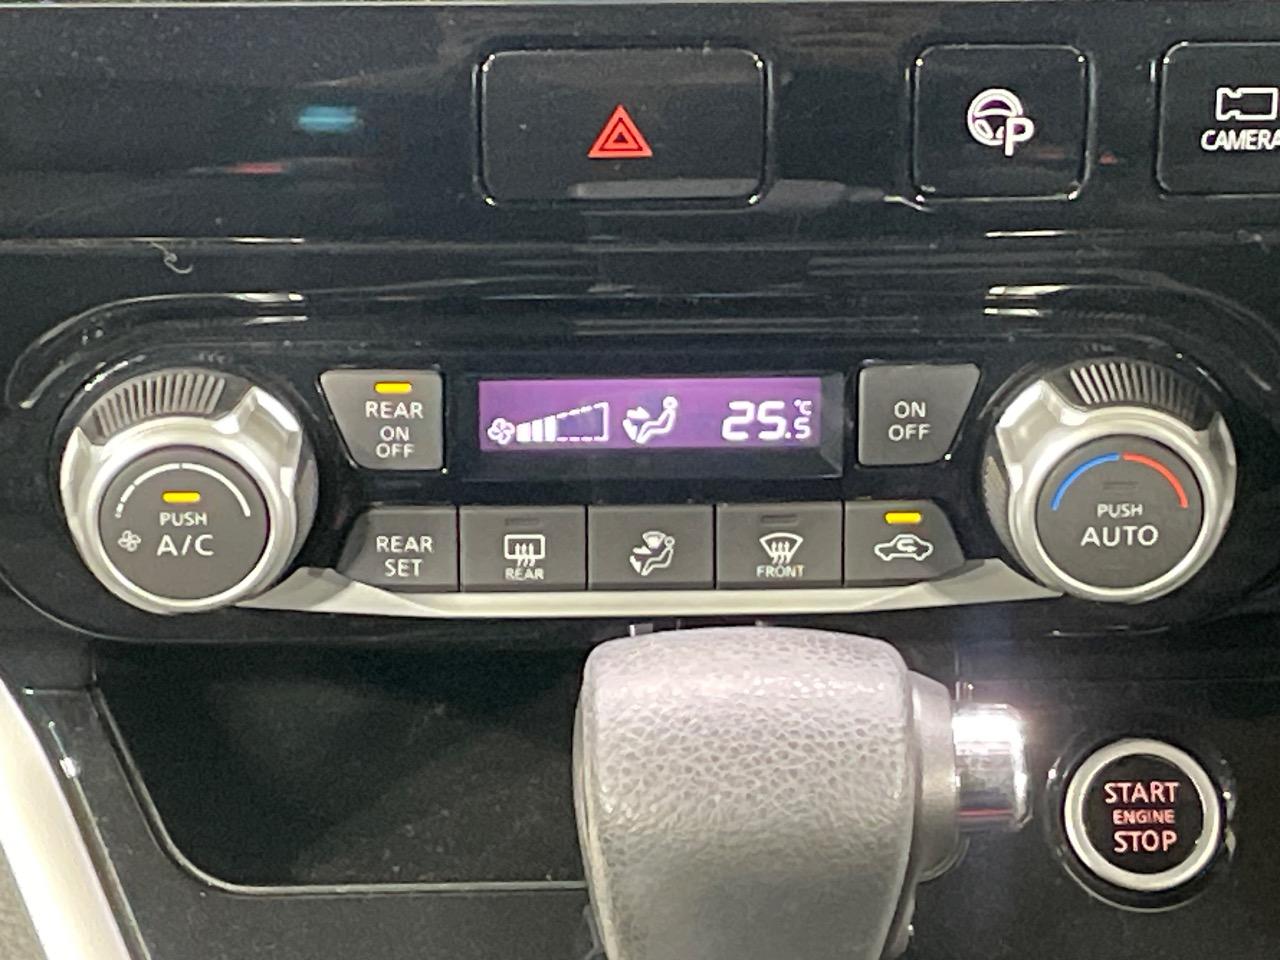 P
CAMERA
REAR
ON
OFF
25.5 °C
ON
OFF
PUSH
A/C
REAR
SET
REAR
FRONT
PUSH
AUTO
START
ENGINE
STOP